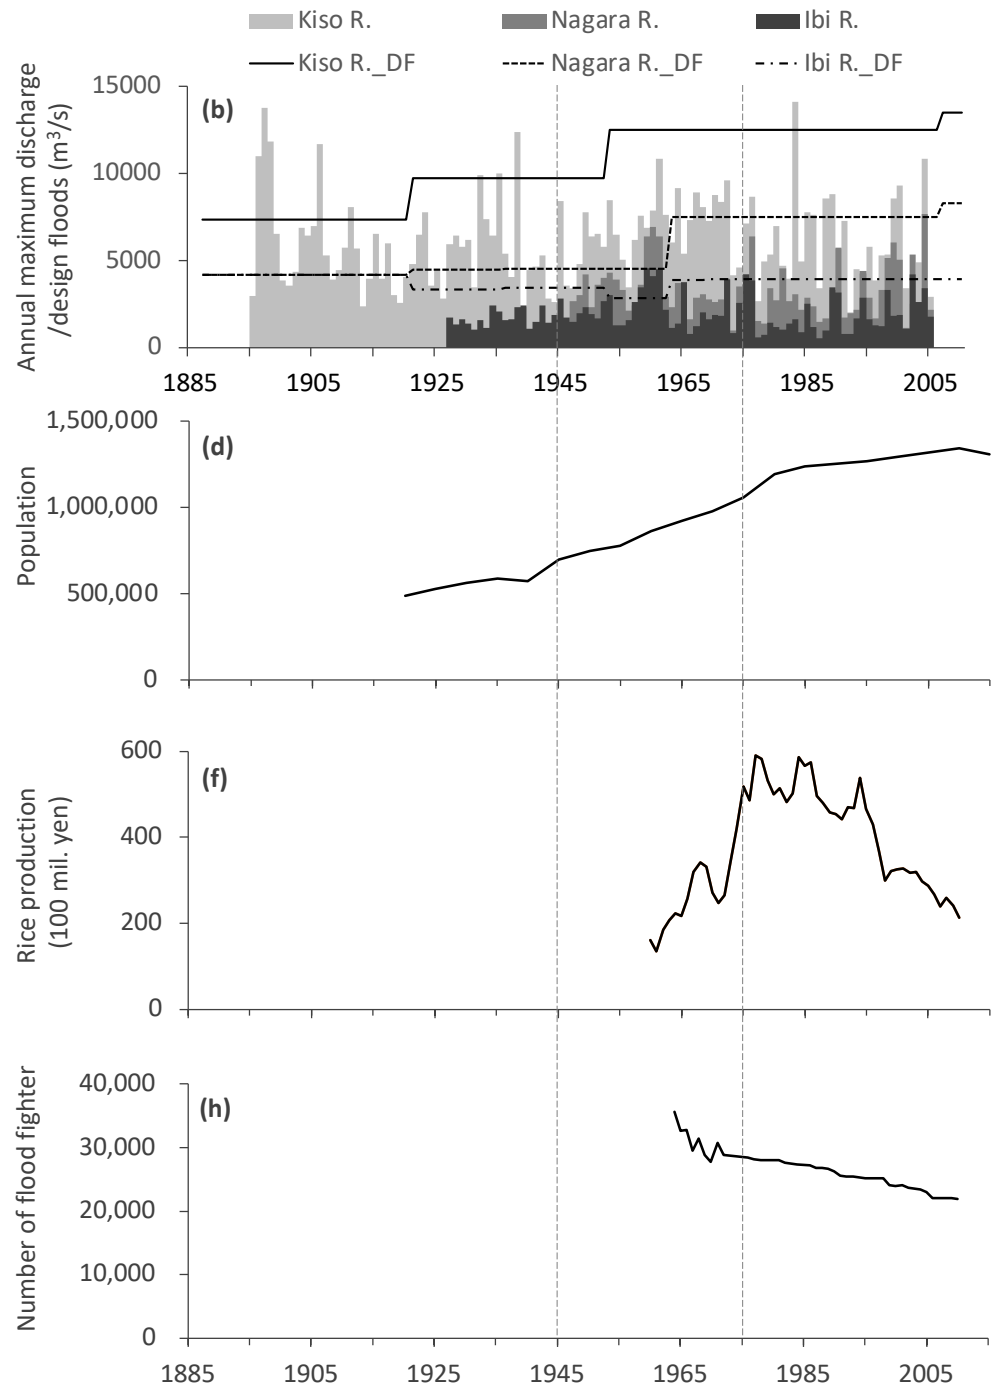 Kiso R. Nagara R. Ibi R.
Kiso R._DF Nagara R._DF Ibi R._DF
Annual maximum discharge
/design floods (m³/s)
(b)
15000
10000
5000
0
1885 1905 1925 1945 1965 1985 2005
Population
(d)
1,500,000
1,000,000
500,000
0
Rice production
(100 mil. yen)
(f)
600
400
200
0
Number of flood fighter
(h)
40,000
30,000
20,000
10,000
0
1885 1905 1925 1945 1965 1985 2005